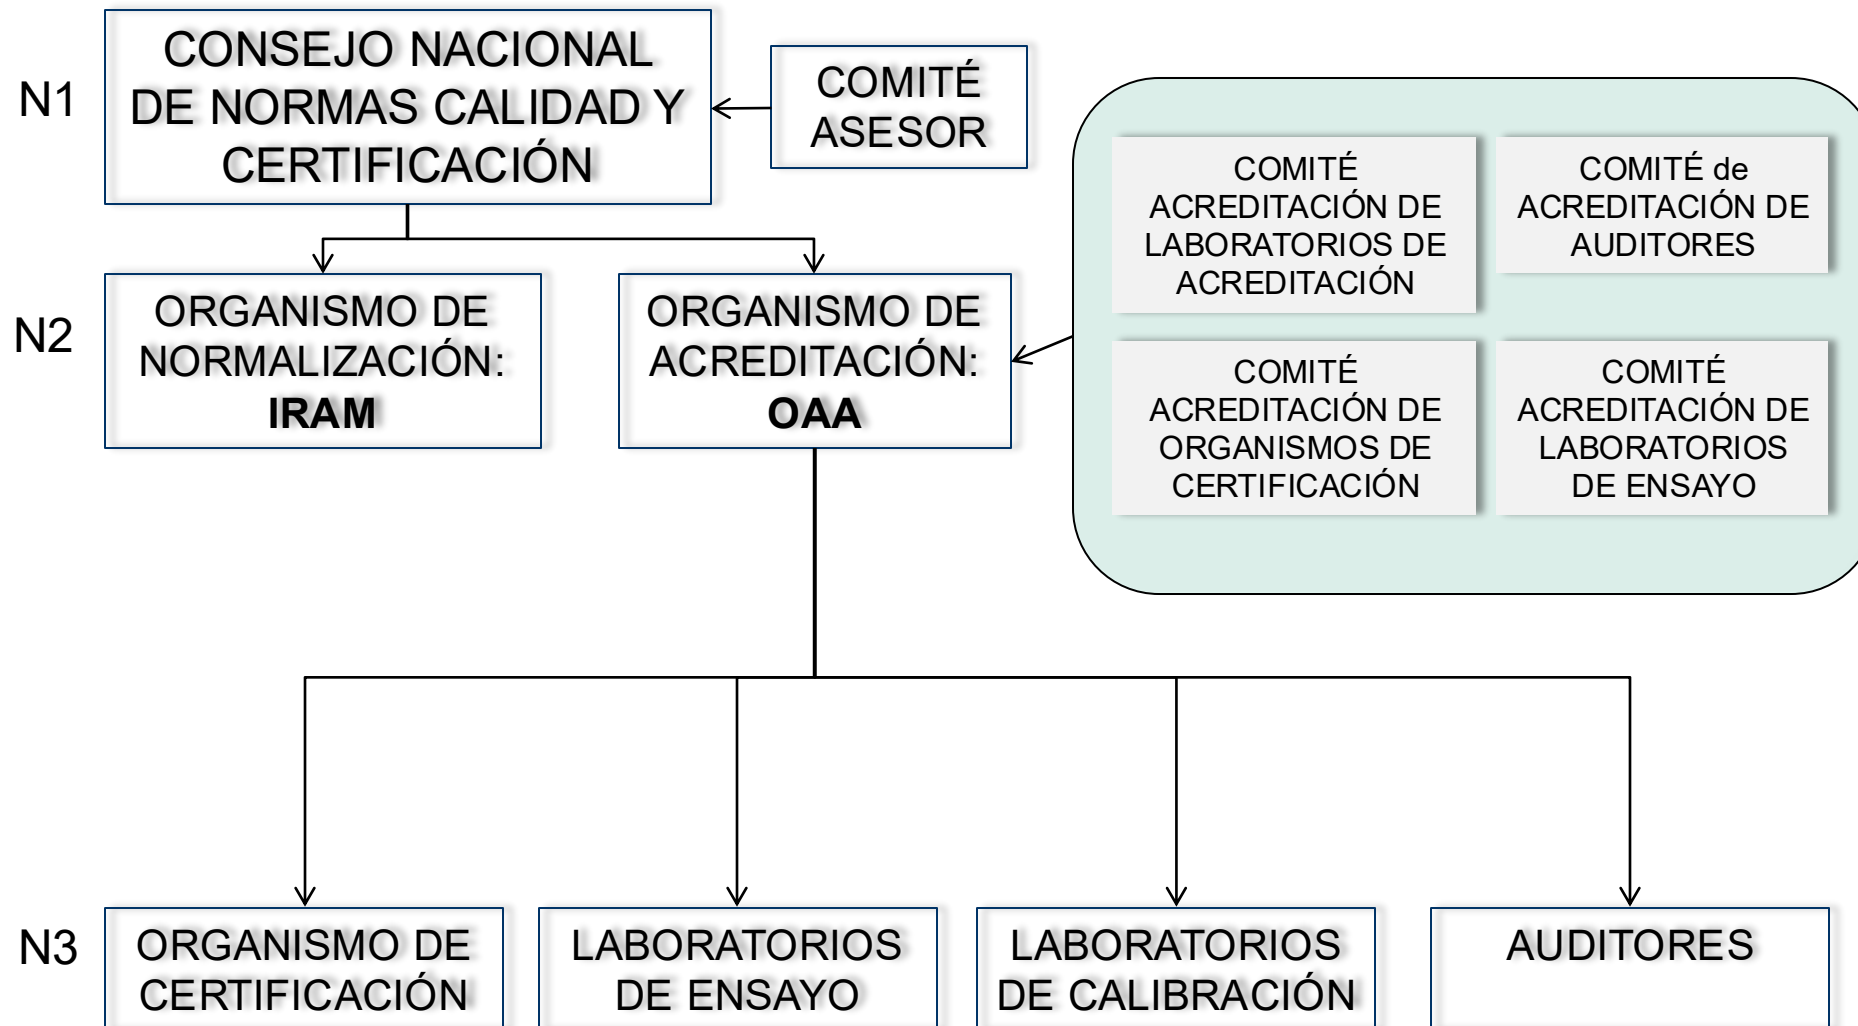 N1
CONSEJO NACIONAL
DE NORMAS CALIDAD Y
CERTIFICACIÓN
COMITÉ
ASESOR
COMITÉ
ACREDITACIÓN DE
LABORATORIOS DE
ACREDITACIÓN
COMITÉ de
ACREDITACIÓN DE
AUDITORES
N2
ORGANISMO DE
NORMALIZACIÓN:
IRAM
ORGANISMO DE
ACREDITACIÓN:
OAA
COMITÉ
ACREDITACIÓN DE
ORGANISMOS DE
CERTIFICACIÓN
COMITÉ
ACREDITACIÓN DE
LABORATORIOS
DE ENSAYO
N3
ORGANISMO DE
CERTIFICACIÓN
LABORATORIOS
DE ENSAYO
LABORATORIOS
DE CALIBRACIÓN
AUDITORES